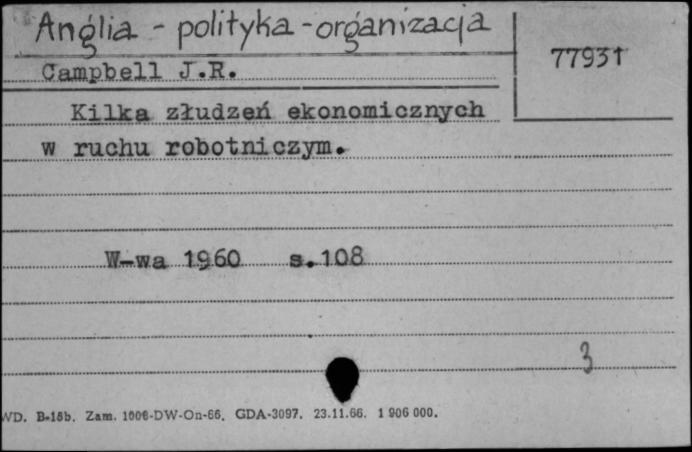 Anglia - polityka - organizacja
77931
Campbell J.R.
Kilka złudzeń ekonomicznych
w ruchu robotniczym.
W-wa 1960 s.108
3
WD. B-15b. Zam. 1006-DW-On-66. GDA-3097. 23.11.66. 1 906 000.